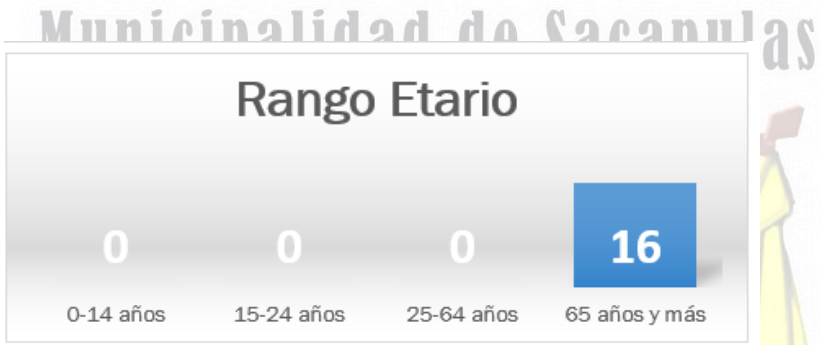 Municipalidad de Sacapulas
Rango Etario
0 0 0 16
0-14 años 15-24 años 25-64 años 65 años y más